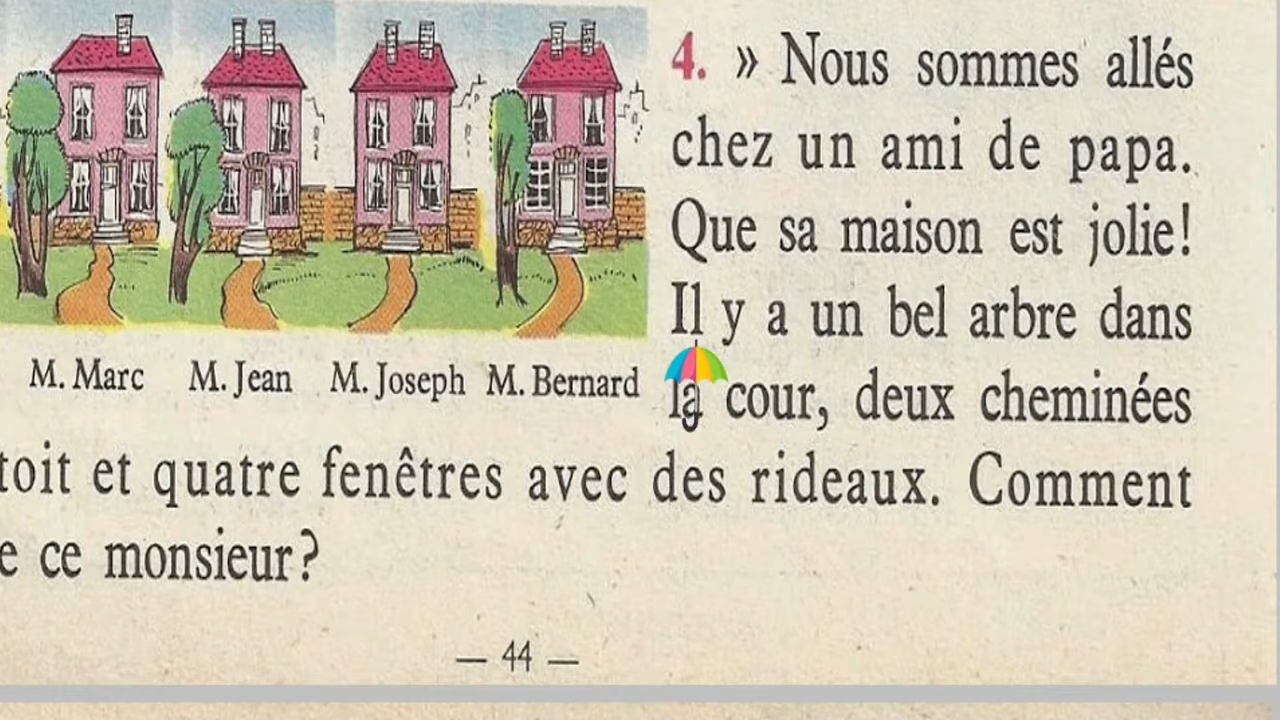 4. » Nous sommes allés
chez un ami de papa.
Que sa maison est jolie!
Il y a un bel arbre dans
la cour, deux cheminées
toit et quatre fenêtres avec des rideaux. Comment
e ce monsieur?
M. Marc M. Jean M. Joseph M. Bernard
— 44 —